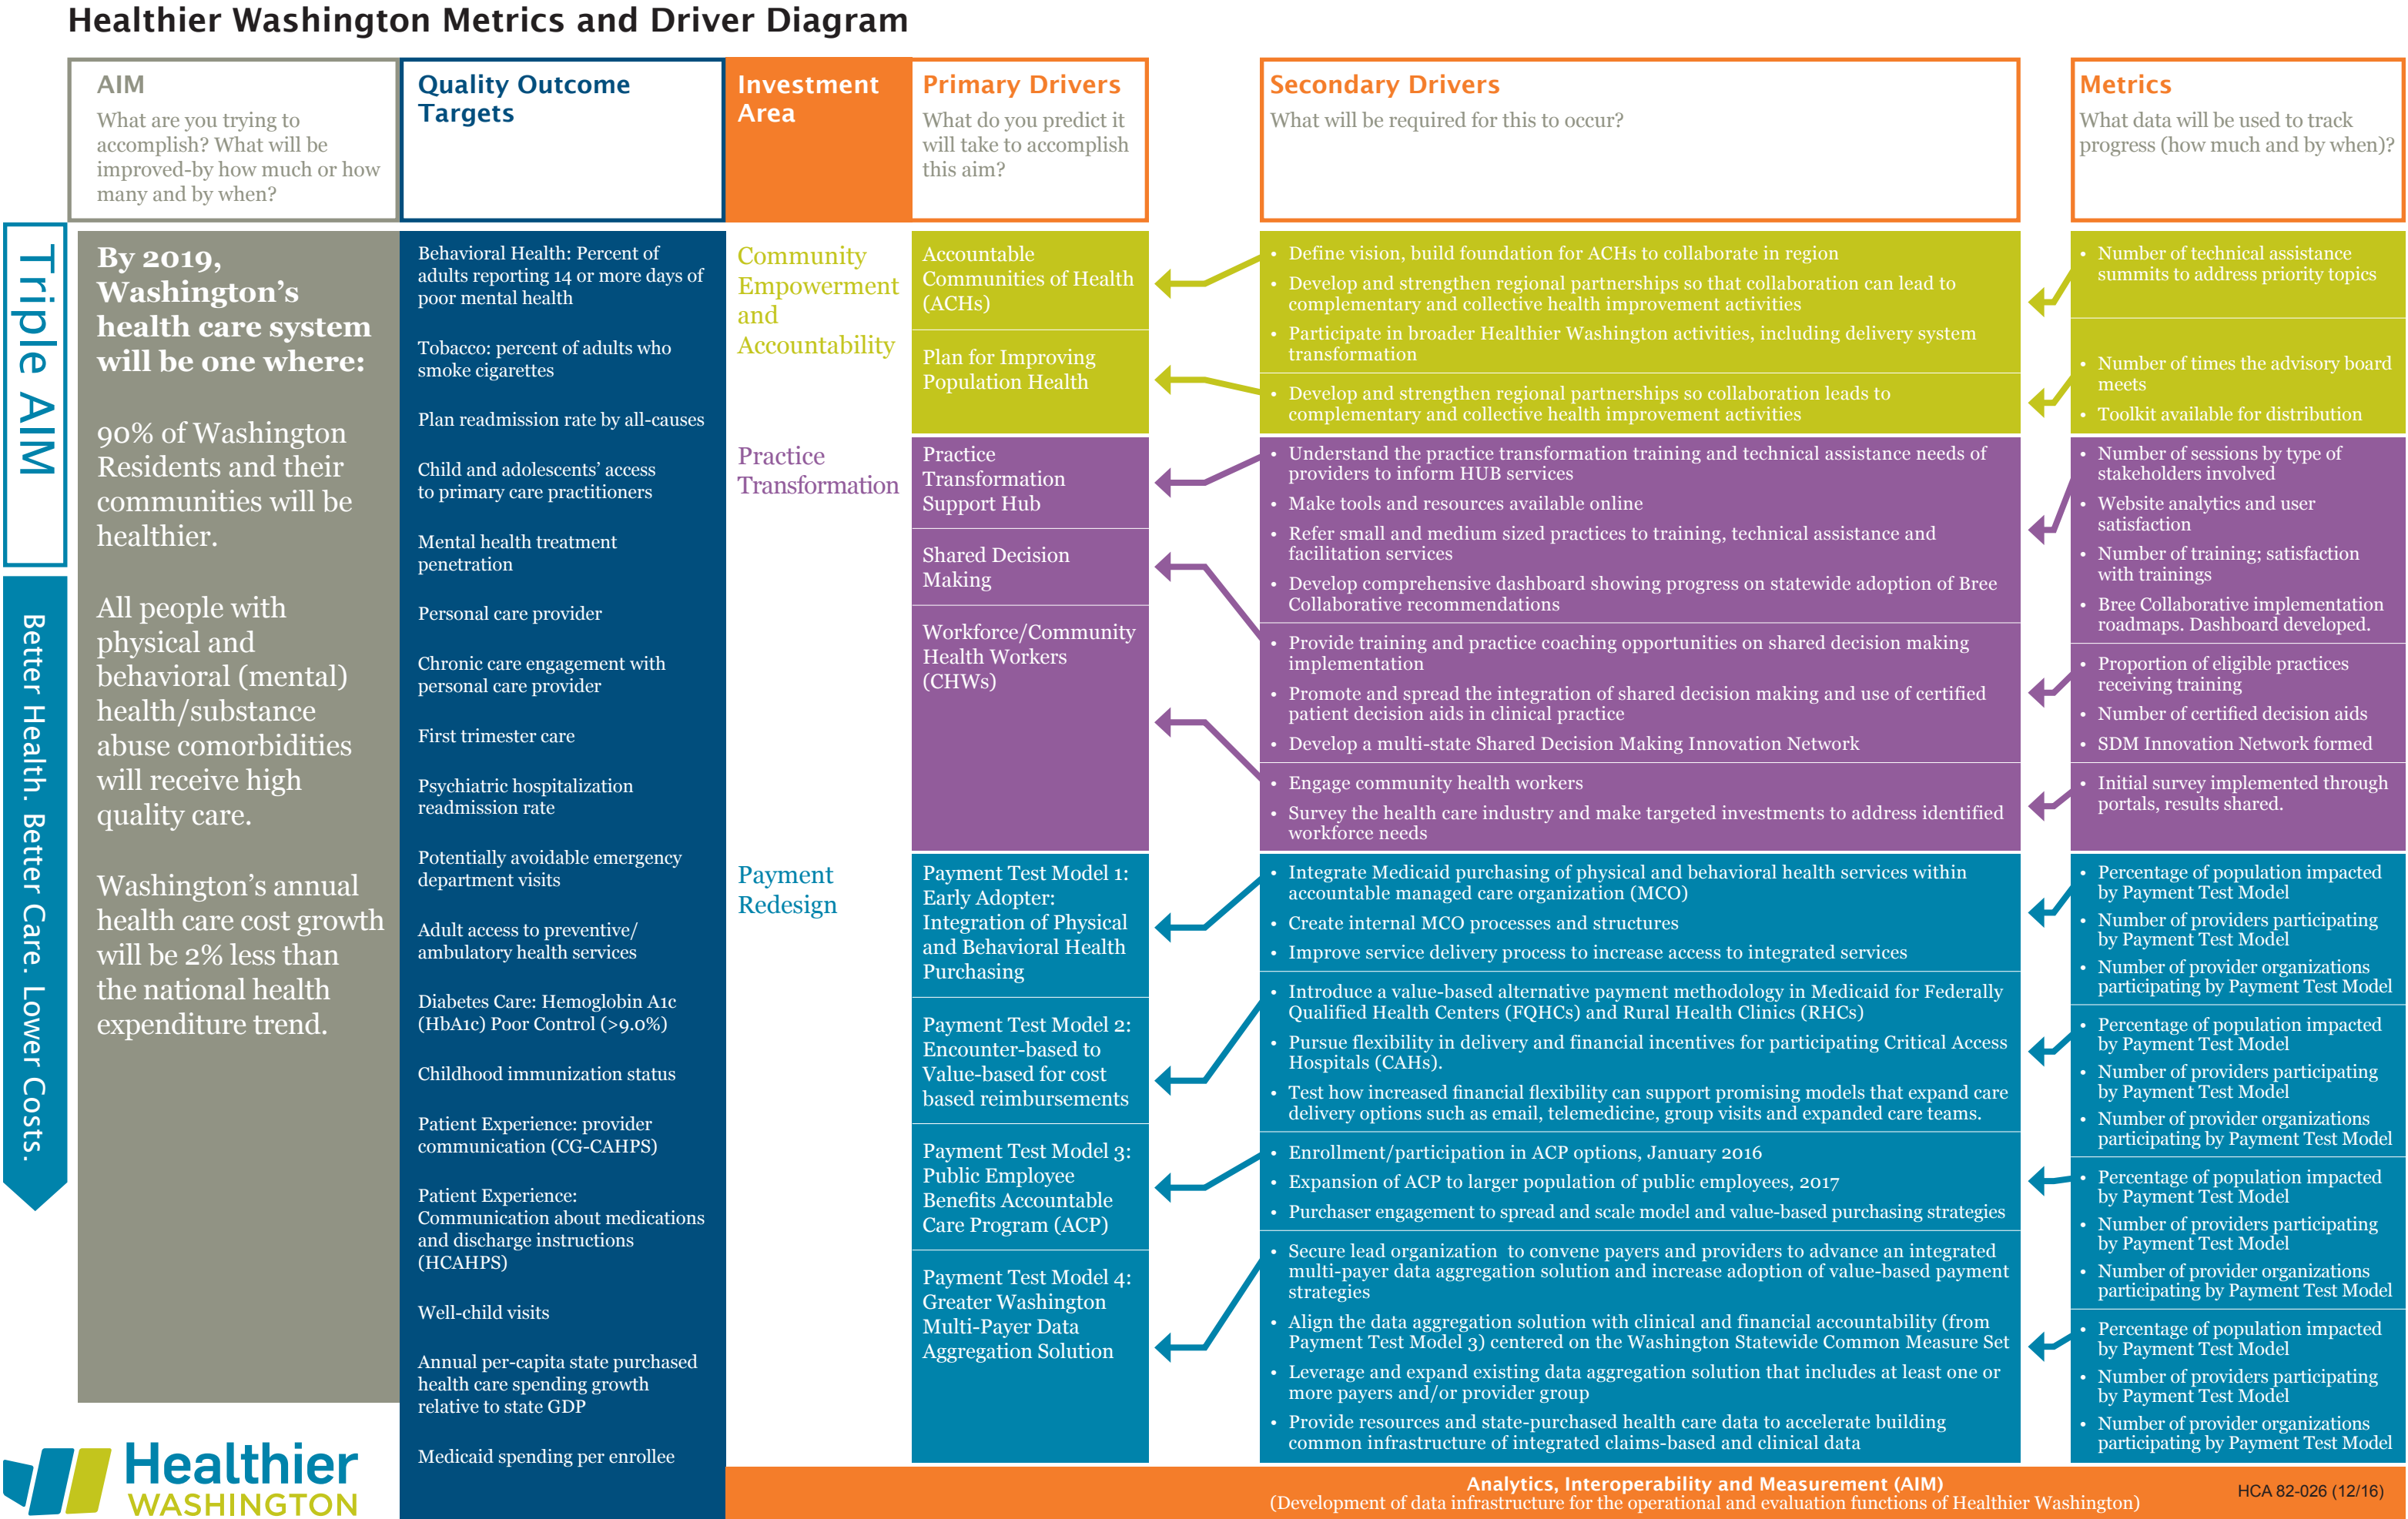 Healthier Washington Metrics and Driver Diagram
AIM
What are you trying to
accomplish? What will be
improved-by how much or how
many and by when?
Quality Outcome
Targets
Investment
Area
Primary Drivers
What do you predict it
will take to accomplish
this aim?
Secondary Drivers
What will be required for this to occur?
Metrics
What data will be used to track
progress (how much and by when)?
Triple AIM
Better Health. Better Care. Lower Costs.
By 2019,
Washington's
health care system
will be one where:
90% of Washington
Residents and their
communities will be
healthier.
All people with
physical and
behavioral (mental)
health/substance
abuse comorbidities
will receive high
quality care.
Washington's annual
health care cost growth
will be 2% less than
the national health
expenditure trend.
Behavioral Health: Percent of
adults reporting 14 or more days of
poor mental health
Tobacco: percent of adults who
smoke cigarettes
Plan readmission rate by all-causes
Child and adolescents' access
to primary care practitioners
Mental health treatment
penetration
Personal care provider
Chronic care engagement with
personal care provider
First trimester care
Psychiatric hospitalization
readmission rate
Potentially avoidable emergency
department visits
Adult access to preventive/
ambulatory health services
Diabetes Care: Hemoglobin A1c
(HbA1c) Poor Control (>9.0%)
Childhood immunization status
Patient Experience: provider
communication (CG-CAHPS)
Patient Experience:
Communication about medications
and discharge instructions
(HCAHPS)
Well-child visits
Annual per-capita state purchased
health care spending growth
relative to state GDP
Medicaid spending per enrollee
Community
Empowerment
and
Accountability
Accountable
Communities of Health
(ACHs)
Plan for Improving
Population Health
• Define vision, build foundation for ACHs to collaborate in region
• Develop and strengthen regional partnerships so that collaboration can lead to
complementary and collective health improvement activities
• Participate in broader Healthier Washington activities, including delivery system
transformation
• Develop and strengthen regional partnerships so collaboration leads to
complementary and collective health improvement activities
• Number of technical assistance
summits to address priority topics
• Number of times the advisory board
meets
• Toolkit available for distribution
Practice
Transformation
Practice
Transformation
Support Hub
Shared Decision
Making
Workforce/Community
Health Workers
(CHWs)
• Understand the practice transformation training and technical assistance needs of
providers to inform HUB services
• Make tools and resources available online
• Refer small and medium sized practices to training, technical assistance and
facilitation services
• Develop comprehensive dashboard showing progress on statewide adoption of Bree
Collaborative recommendations
• Provide training and practice coaching opportunities on shared decision making
implementation
• Promote and spread the integration of shared decision making and use of certified
patient decision aids in clinical practice
• Develop a multi-state Shared Decision Making Innovation Network
• Engage community health workers
• Survey the health care industry and make targeted investments to address identified
workforce needs
• Number of sessions by type of
stakeholders involved
• Website analytics and user
satisfaction
• Number of training; satisfaction
with trainings
• Bree Collaborative implementation
roadmaps. Dashboard developed.
• Proportion of eligible practices
receiving training
• Number of certified decision aids
• SDM Innovation Network formed
• Initial survey implemented through
portals, results shared.
Payment
Redesign
Payment Test Model 1:
Early Adopter:
Integration of Physical
and Behavioral Health
Purchasing
Payment Test Model 2:
Encounter-based to
Value-based for cost
based reimbursements
Payment Test Model 3:
Public Employee
Benefits Accountable
Care Program (ACP)
Payment Test Model 4:
Greater Washington
Multi-Payer Data
Aggregation Solution
• Integrate Medicaid purchasing of physical and behavioral health services within
accountable managed care organization (MCO)
• Create internal MCO processes and structures
• Improve service delivery process to increase access to integrated services
• Introduce a value-based alternative payment methodology in Medicaid for Federally
Qualified Health Centers (FQHCs) and Rural Health Clinics (RHCs)
• Pursue flexibility in delivery and financial incentives for participating Critical Access
Hospitals (CAHs).
• Test how increased financial flexibility can support promising models that expand care
delivery options such as email, telemedicine, group visits and expanded care teams.
• Enrollment/participation in ACP options, January 2016
• Expansion of ACP to larger population of public employees, 2017
• Purchaser engagement to spread and scale model and value-based purchasing strategies
• Secure lead organization to convene payers and providers to advance an integrated
multi-payer data aggregation solution and increase adoption of value-based payment
strategies
• Align the data aggregation solution with clinical and financial accountability (from
Payment Test Model 3) centered on the Washington Statewide Common Measure Set
• Leverage and expand existing data aggregation solution that includes at least one or
more payers and/or provider group
• Provide resources and state-purchased health care data to accelerate building
common infrastructure of integrated claims-based and clinical data
• Percentage of population impacted
by Payment Test Model
• Number of providers participating
by Payment Test Model
• Number of provider organizations
participating by Payment Test Model
• Percentage of population impacted
by Payment Test Model
• Number of providers participating
by Payment Test Model
• Number of provider organizations
participating by Payment Test Model
• Percentage of population impacted
by Payment Test Model
• Number of providers participating
by Payment Test Model
• Number of provider organizations
participating by Payment Test Model
• Percentage of population impacted
by Payment Test Model
• Number of providers participating
by Payment Test Model
• Number of provider organizations
participating by Payment Test Model
Healthier
WASHINGTON
Analytics, Interoperability and Measurement (AIM)
(Development of data infrastructure for the operational and evaluation functions of Healthier Washington)
HCA 82-026 (12/16)